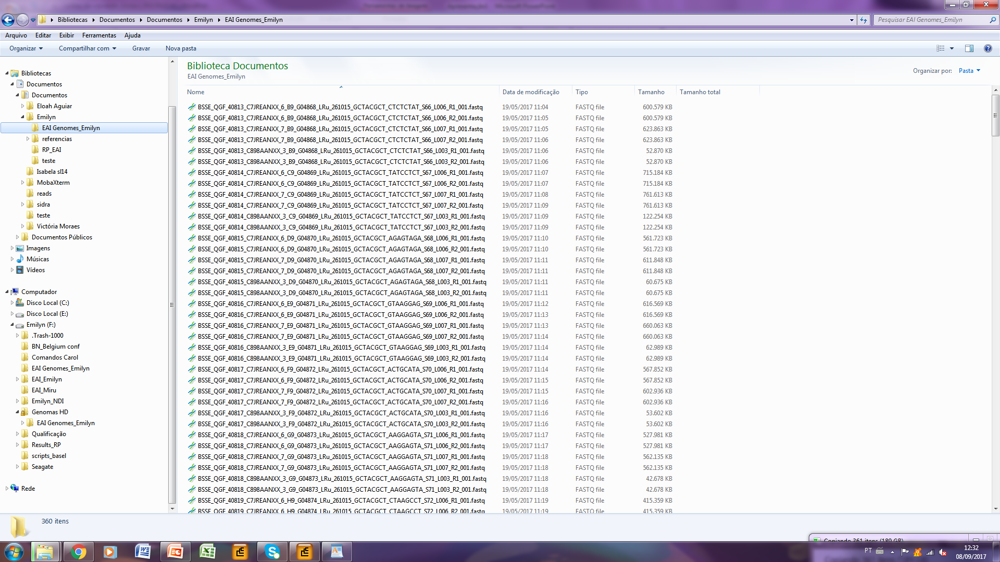 Bibliotecas
Documentos
Documentos
Emilyn
EAI Genomes_Emilyn
Pesquisar EAI Genomes_Emilyn
Arquivo
Editar
Exibir
Ferramentas
Ajuda
Organizar
Compartilhar com
Gravar
Nova pasta
Bibliotecas
Documentos
Documentos
Eloah Aguiar
Emilyn
EAI Genomes_Emilyn
referencias
RP_EAI
teste
Isabela sl14
MobaXterm
reads
sidra
teste
Victória Moraes
Documentos Públicos
Imagens
Músicas
Vídeos
Computador
Disco Local (C:)
Disco Local (E:)
Emilyn (F:)
.Trash-1000
BN_Belgium conf
Comandos Carol
EAI Genomes_Emilyn
EAI_Emilyn
EAI_Miru
Emilyn_NDI
Genomas HD
EAI Genomes_Emilyn
Qualificação
Results_RP
scripts_basel
Seagate
Rede
Biblioteca Documentos
EAI Genomes_Emilyn
Organizar por: Pasta
Nome Data de modificação Tipo Tamanho Tamanho total
BSSE_QGF_40813_C7JREANXX_6_B9_G04868_LRu_261015_GCTACGCT_CTCTCTAT_S66_L006_R1_001.fastq 19/05/2017 11:04 FASTQ file 600.579 KB
BSSE_QGF_40813_C7JREANXX_6_B9_G04868_LRu_261015_GCTACGCT_CTCTCTAT_S66_L006_R2_001.fastq 19/05/2017 11:05 FASTQ file 600.579 KB
BSSE_QGF_40813_C7JREANXX_7_B9_G04868_LRu_261015_GCTACGCT_CTCTCTAT_S66_L007_R1_001.fastq 19/05/2017 11:05 FASTQ file 623.863 KB
BSSE_QGF_40813_C7JREANXX_7_B9_G04868_LRu_261015_GCTACGCT_CTCTCTAT_S66_L007_R2_001.fastq 19/05/2017 11:06 FASTQ file 623.863 KB
BSSE_QGF_40813_C898AANXX_3_B9_G04868_LRu_261015_GCTACGCT_CTCTCTAT_S66_L003_R1_001.fastq 19/05/2017 11:06 FASTQ file 52.870 KB
BSSE_QGF_40813_C898AANXX_3_B9_G04868_LRu_261015_GCTACGCT_CTCTCTAT_S66_L003_R2_001.fastq 19/05/2017 11:06 FASTQ file 52.870 KB
BSSE_QGF_40814_C7JREANXX_6_C9_G04869_LRu_261015_GCTACGCT_TATCCTCT_S67_L006_R1_001.fastq 19/05/2017 11:07 FASTQ file 715.184 KB
BSSE_QGF_40814_C7JREANXX_6_C9_G04869_LRu_261015_GCTACGCT_TATCCTCT_S67_L006_R2_001.fastq 19/05/2017 11:07 FASTQ file 715.184 KB
BSSE_QGF_40814_C7JREANXX_7_C9_G04869_LRu_261015_GCTACGCT_TATCCTCT_S67_L007_R1_001.fastq 19/05/2017 11:08 FASTQ file 761.613 KB
BSSE_QGF_40814_C7JREANXX_7_C9_G04869_LRu_261015_GCTACGCT_TATCCTCT_S67_L007_R2_001.fastq 19/05/2017 11:09 FASTQ file 761.613 KB
BSSE_QGF_40814_C898AANXX_3_C9_G04869_LRu_261015_GCTACGCT_TATCCTCT_S67_L003_R1_001.fastq 19/05/2017 11:09 FASTQ file 122.254 KB
BSSE_QGF_40814_C898AANXX_3_C9_G04869_LRu_261015_GCTACGCT_TATCCTCT_S67_L003_R2_001.fastq 19/05/2017 11:09 FASTQ file 122.254 KB
BSSE_QGF_40815_C7JREANXX_6_D9_G04870_LRu_261015_GCTACGCT_AGAGTAGA_S68_L006_R1_001.fastq 19/05/2017 11:10 FASTQ file 561.723 KB
BSSE_QGF_40815_C7JREANXX_6_D9_G04870_LRu_261015_GCTACGCT_AGAGTAGA_S68_L006_R2_001.fastq 19/05/2017 11:10 FASTQ file 561.723 KB
BSSE_QGF_40815_C7JREANXX_7_D9_G04870_LRu_261015_GCTACGCT_AGAGTAGA_S68_L007_R1_001.fastq 19/05/2017 11:11 FASTQ file 611.848 KB
BSSE_QGF_40815_C7JREANXX_7_D9_G04870_LRu_261015_GCTACGCT_AGAGTAGA_S68_L007_R2_001.fastq 19/05/2017 11:11 FASTQ file 611.848 KB
BSSE_QGF_40815_C898AANXX_3_D9_G04870_LRu_261015_GCTACGCT_AGAGTAGA_S68_L003_R1_001.fastq 19/05/2017 11:11 FASTQ file 60.675 KB
BSSE_QGF_40815_C898AANXX_3_D9_G04870_LRu_261015_GCTACGCT_AGAGTAGA_S68_L003_R2_001.fastq 19/05/2017 11:11 FASTQ file 60.675 KB
BSSE_QGF_40816_C7JREANXX_6_E9_G04871_LRu_261015_GCTACGCT_GTAAGGAG_S69_L006_R1_001.fastq 19/05/2017 11:12 FASTQ file 616.569 KB
BSSE_QGF_40816_C7JREANXX_6_E9_G04871_LRu_261015_GCTACGCT_GTAAGGAG_S69_L006_R2_001.fastq 19/05/2017 11:13 FASTQ file 616.569 KB
BSSE_QGF_40816_C7JREANXX_7_E9_G04871_LRu_261015_GCTACGCT_GTAAGGAG_S69_L007_R1_001.fastq 19/05/2017 11:13 FASTQ file 660.063 KB
BSSE_QGF_40816_C7JREANXX_7_E9_G04871_LRu_261015_GCTACGCT_GTAAGGAG_S69_L007_R2_001.fastq 19/05/2017 11:14 FASTQ file 660.063 KB
BSSE_QGF_40816_C898AANXX_3_E9_G04871_LRu_261015_GCTACGCT_GTAAGGAG_S69_L003_R1_001.fastq 19/05/2017 11:14 FASTQ file 62.989 KB
BSSE_QGF_40816_C898AANXX_3_E9_G04871_LRu_261015_GCTACGCT_GTAAGGAG_S69_L003_R2_001.fastq 19/05/2017 11:14 FASTQ file 62.989 KB
BSSE_QGF_40817_C7JREANXX_6_F9_G04872_LRu_261015_GCTACGCT_ACTGCATA_S70_L006_R1_001.fastq 19/05/2017 11:14 FASTQ file 567.852 KB
BSSE_QGF_40817_C7JREANXX_6_F9_G04872_LRu_261015_GCTACGCT_ACTGCATA_S70_L006_R2_001.fastq 19/05/2017 11:15 FASTQ file 567.852 KB
BSSE_QGF_40817_C7JREANXX_7_F9_G04872_LRu_261015_GCTACGCT_ACTGCATA_S70_L007_R1_001.fastq 19/05/2017 11:15 FASTQ file 602.936 KB
BSSE_QGF_40817_C7JREANXX_7_F9_G04872_LRu_261015_GCTACGCT_ACTGCATA_S70_L007_R2_001.fastq 19/05/2017 11:16 FASTQ file 602.936 KB
BSSE_QGF_40817_C898AANXX_3_F9_G04872_LRu_261015_GCTACGCT_ACTGCATA_S70_L003_R1_001.fastq 19/05/2017 11:16 FASTQ file 53.602 KB
BSSE_QGF_40817_C898AANXX_3_F9_G04872_LRu_261015_GCTACGCT_ACTGCATA_S70_L003_R2_001.fastq 19/05/2017 11:16 FASTQ file 53.602 KB
BSSE_QGF_40818_C7JREANXX_6_G9_G04873_LRu_261015_GCTACGCT_AAGGAGTA_S71_L006_R1_001.fastq 19/05/2017 11:17 FASTQ file 527.981 KB
BSSE_QGF_40818_C7JREANXX_6_G9_G04873_LRu_261015_GCTACGCT_AAGGAGTA_S71_L006_R2_001.fastq 19/05/2017 11:17 FASTQ file 527.981 KB
BSSE_QGF_40818_C7JREANXX_7_G9_G04873_LRu_261015_GCTACGCT_AAGGAGTA_S71_L007_R1_001.fastq 19/05/2017 11:18 FASTQ file 562.135 KB
BSSE_QGF_40818_C7JREANXX_7_G9_G04873_LRu_261015_GCTACGCT_AAGGAGTA_S71_L007_R2_001.fastq 19/05/2017 11:18 FASTQ file 562.135 KB
BSSE_QGF_40818_C898AANXX_3_G9_G04873_LRu_261015_GCTACGCT_AAGGAGTA_S71_L003_R1_001.fastq 19/05/2017 11:18 FASTQ file 42.678 KB
BSSE_QGF_40818_C898AANXX_3_G9_G04873_LRu_261015_GCTACGCT_AAGGAGTA_S71_L003_R2_001.fastq 19/05/2017 11:18 FASTQ file 42.678 KB
BSSE_QGF_40819_C7JREANXX_6_H9_G04874_LRu_261015_GCTACGCT_CTAAGCCT_S72_L006_R1_001.fastq 19/05/2017 11:19 FASTQ file 415.359 KB
BSSE_QGF_40819_C7JREANXX_6_H9_G04874_LRu_261015_GCTACGCT_CTAAGCCT_S72_L006_R2_001.fastq 19/05/2017 11:19 FASTQ file 415.359 KB
360 itens
Copiando 361 itens (189 GB)
PT
12:32
08/09/2017